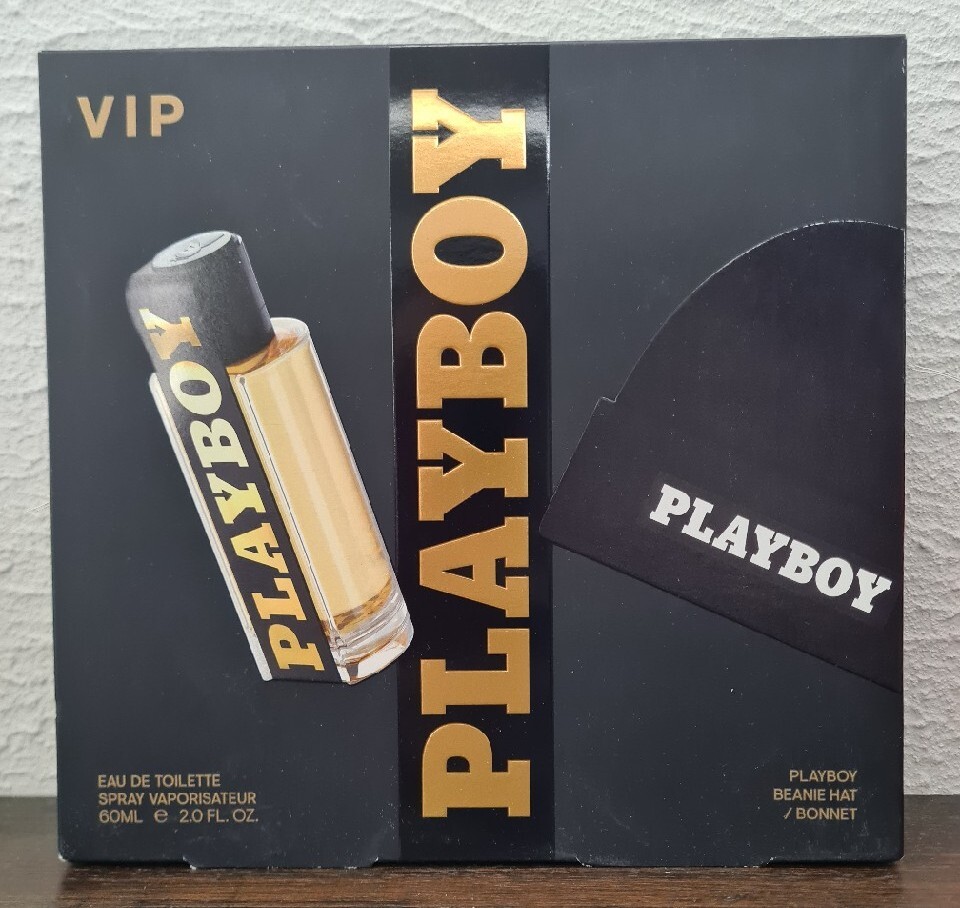 VIP
PLAYBOY
PLAYBOY
PLAYBOY
EAU DE TOILETTE
SPRAY VAPORISATEUR
60ML e 2.0 FL. OZ.
PLAYBOY
BEANIE HAT
/ BONNET